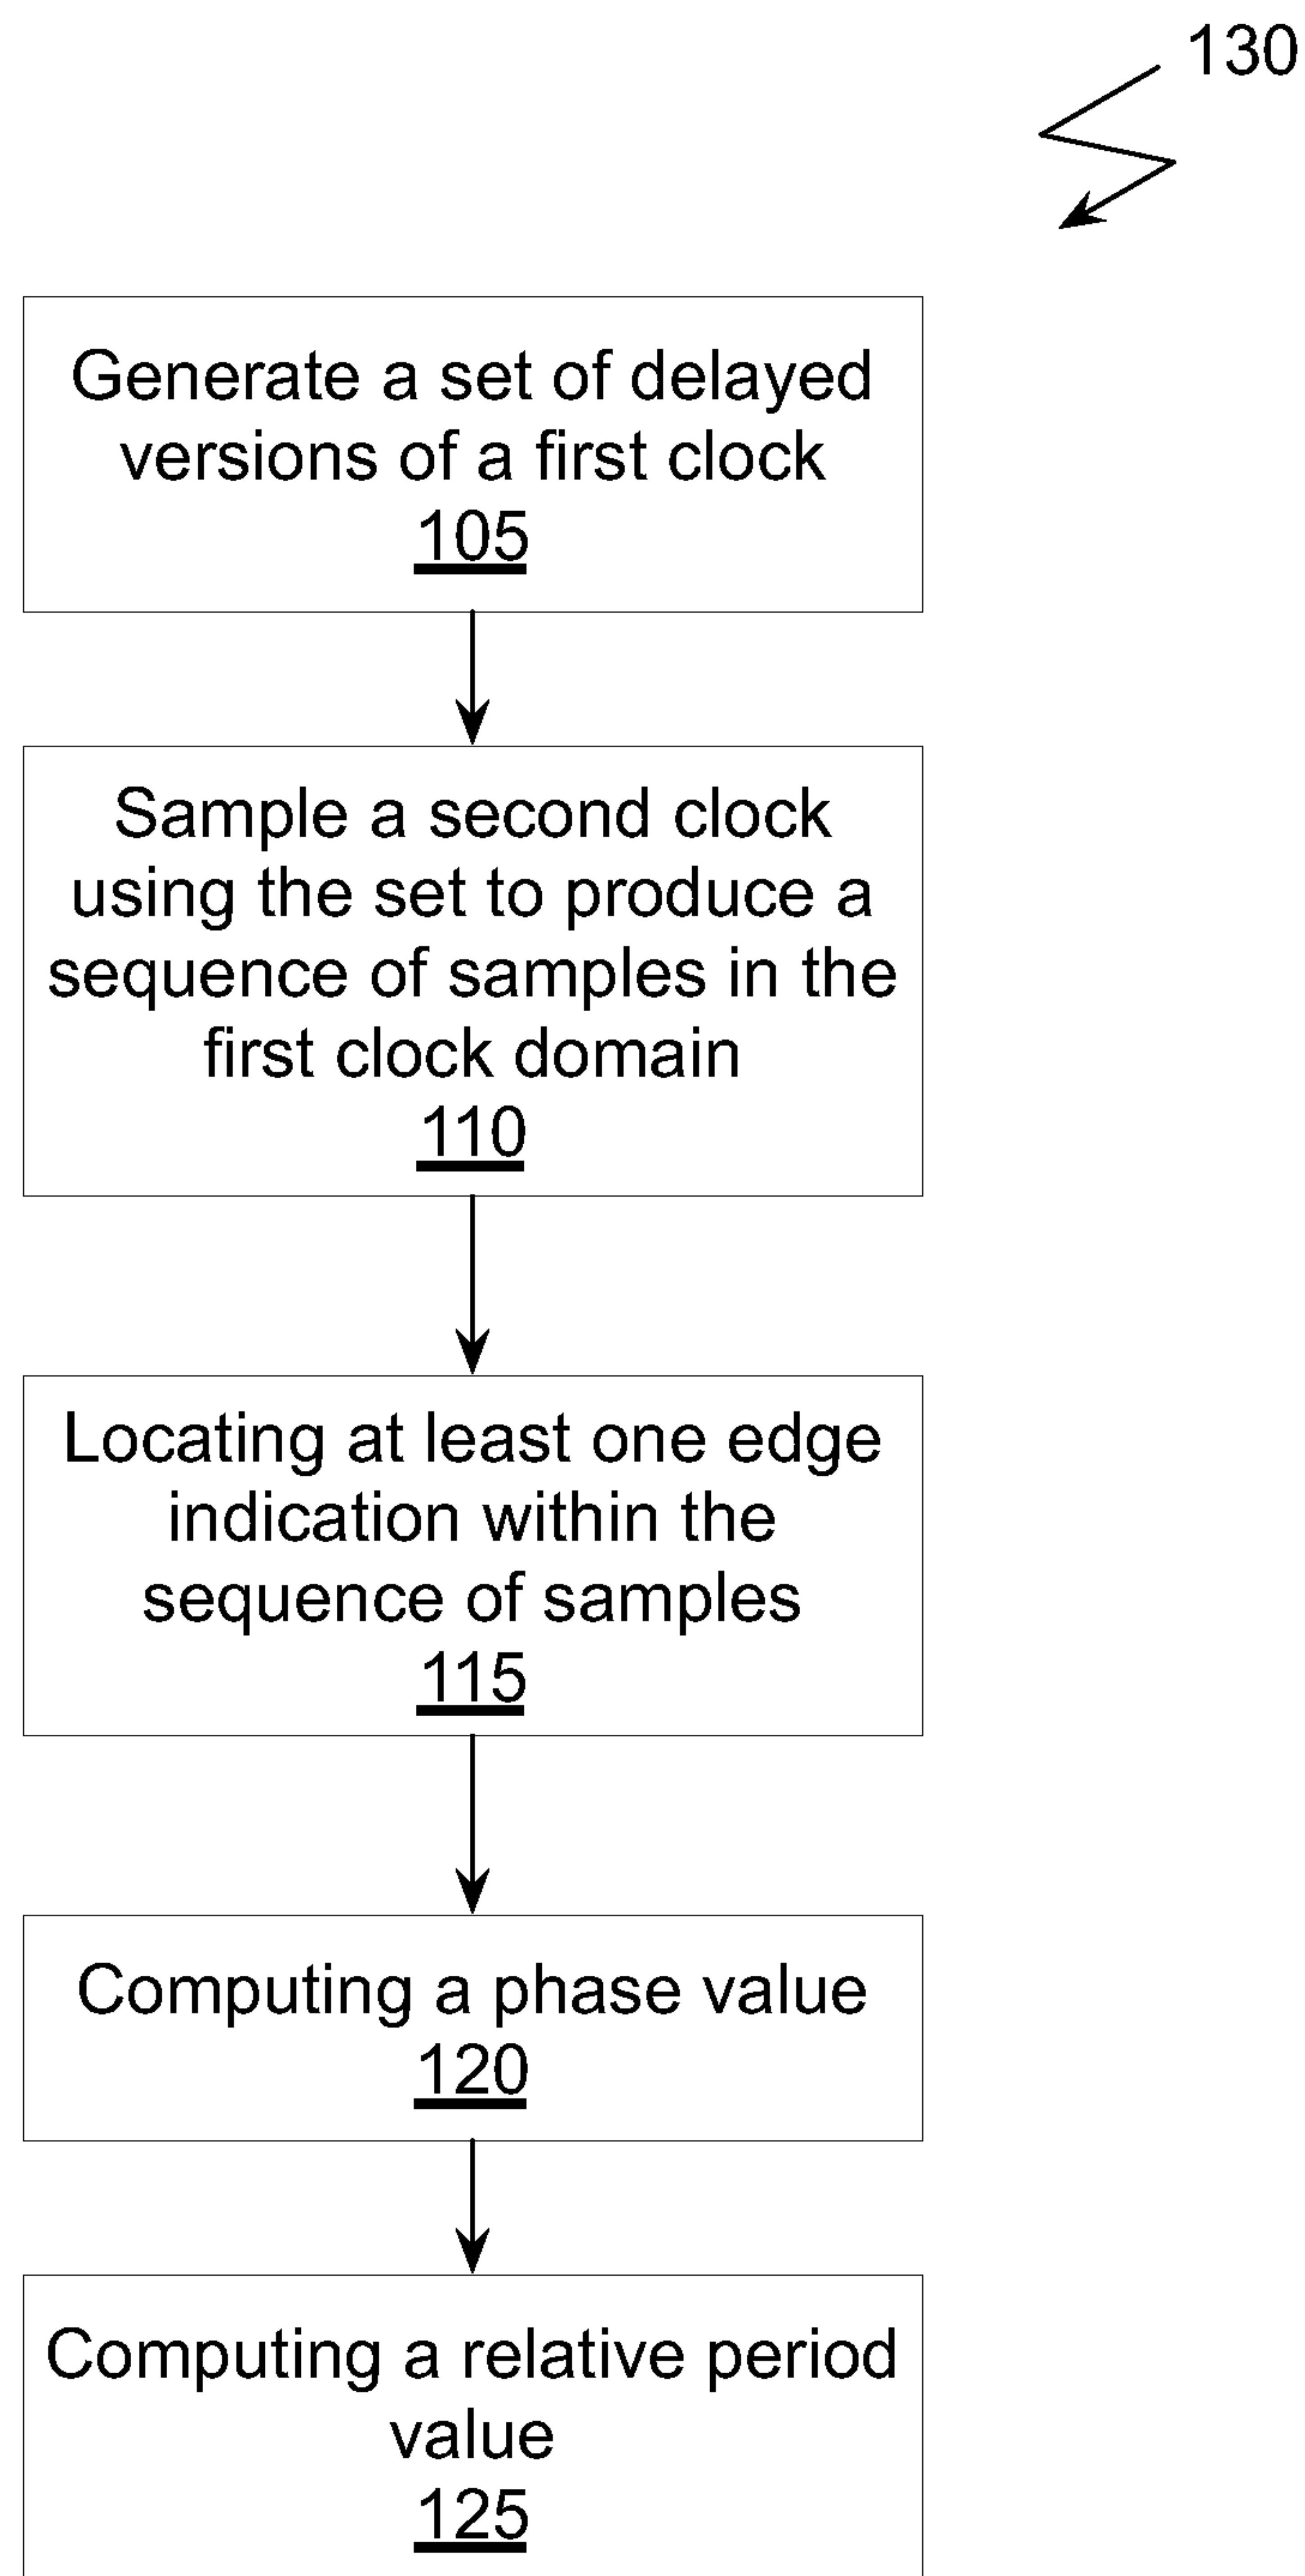 130
Generate a set of delayed
versions of a first clock
105
Sample a second clock
using the set to produce a
sequence of samples in the
first clock domain
110
Locating at least one edge
indication within the
sequence of samples
115
Computing a phase value
120
Computing a relative period
value
125